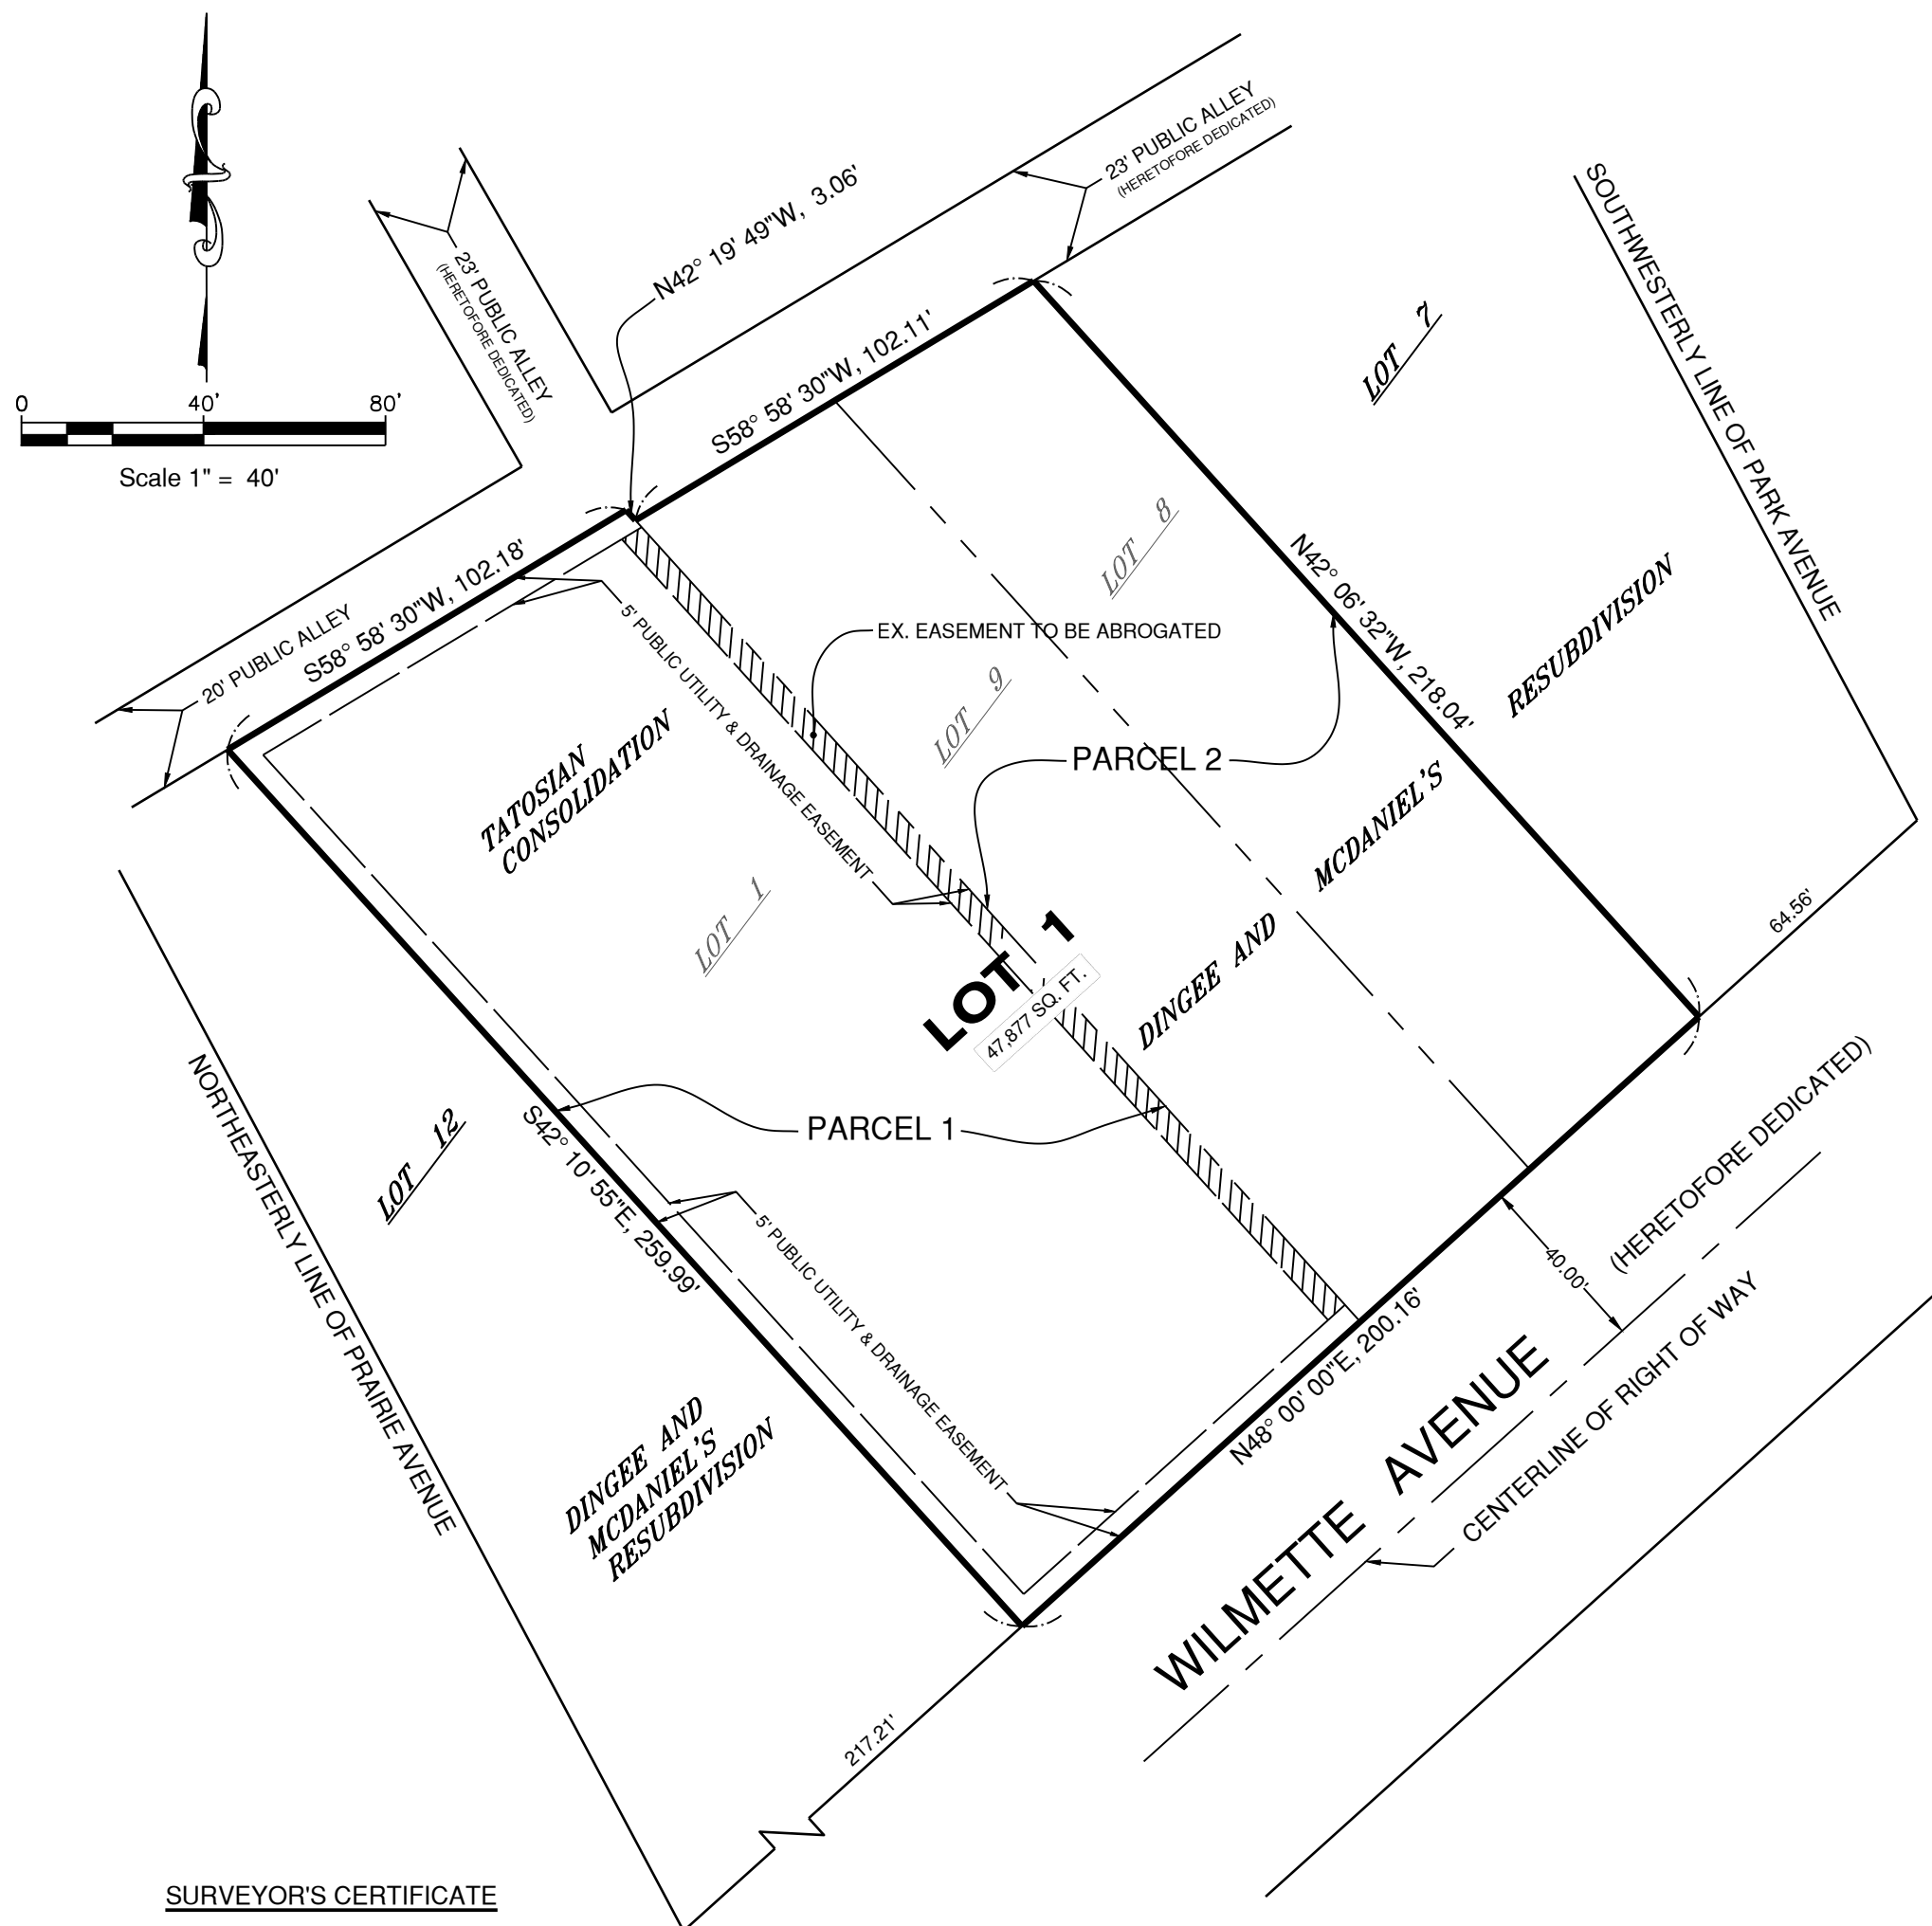 23' PUBLIC ALLEY
(HERETOFORE DEDICATED)
N42° 19' 49"W, 3.06'
SOUTHWESTERLY LINE OF PARK AVENUE
23' PUBLIC ALLEY
(HERETOFORE DEDICATED)
0 40' 80'
Scale 1" = 40'
S58° 58' 30"W, 102.11'
LOT 7
LOT 8
N42° 06' 32"W, 218.04'
RESUBDIVISION
20' PUBLIC ALLEY
S58° 58' 30"W, 102.18'
5' PUBLIC UTILITY & DRAINAGE EASEMENT
EX. EASEMENT TO BE ABROGATED
LOT 9
PARCEL 2
TATOSIAN
CONSOLIDATION
MCDANIEL'S
LOT 1
LOT 1
47,877 SQ. FT.
DINGEE AND
64.56'
NORTHEASTERLY LINE OF PRAIRIE AVENUE
LOT 12
S42° 10' 55"E, 259.99'
PARCEL 1
(HERETOFORE DEDICATED)
40.00'
5' PUBLIC UTILITY & DRAINAGE EASEMENT
N48° 00' 00"E, 200.16'
WILMETTE AVENUE
CENTERLINE OF RIGHT OF WAY
DINGEE AND
MCDANIEL'S
RESUBDIVISION
217.21'
SURVEYOR'S CERTIFICATE